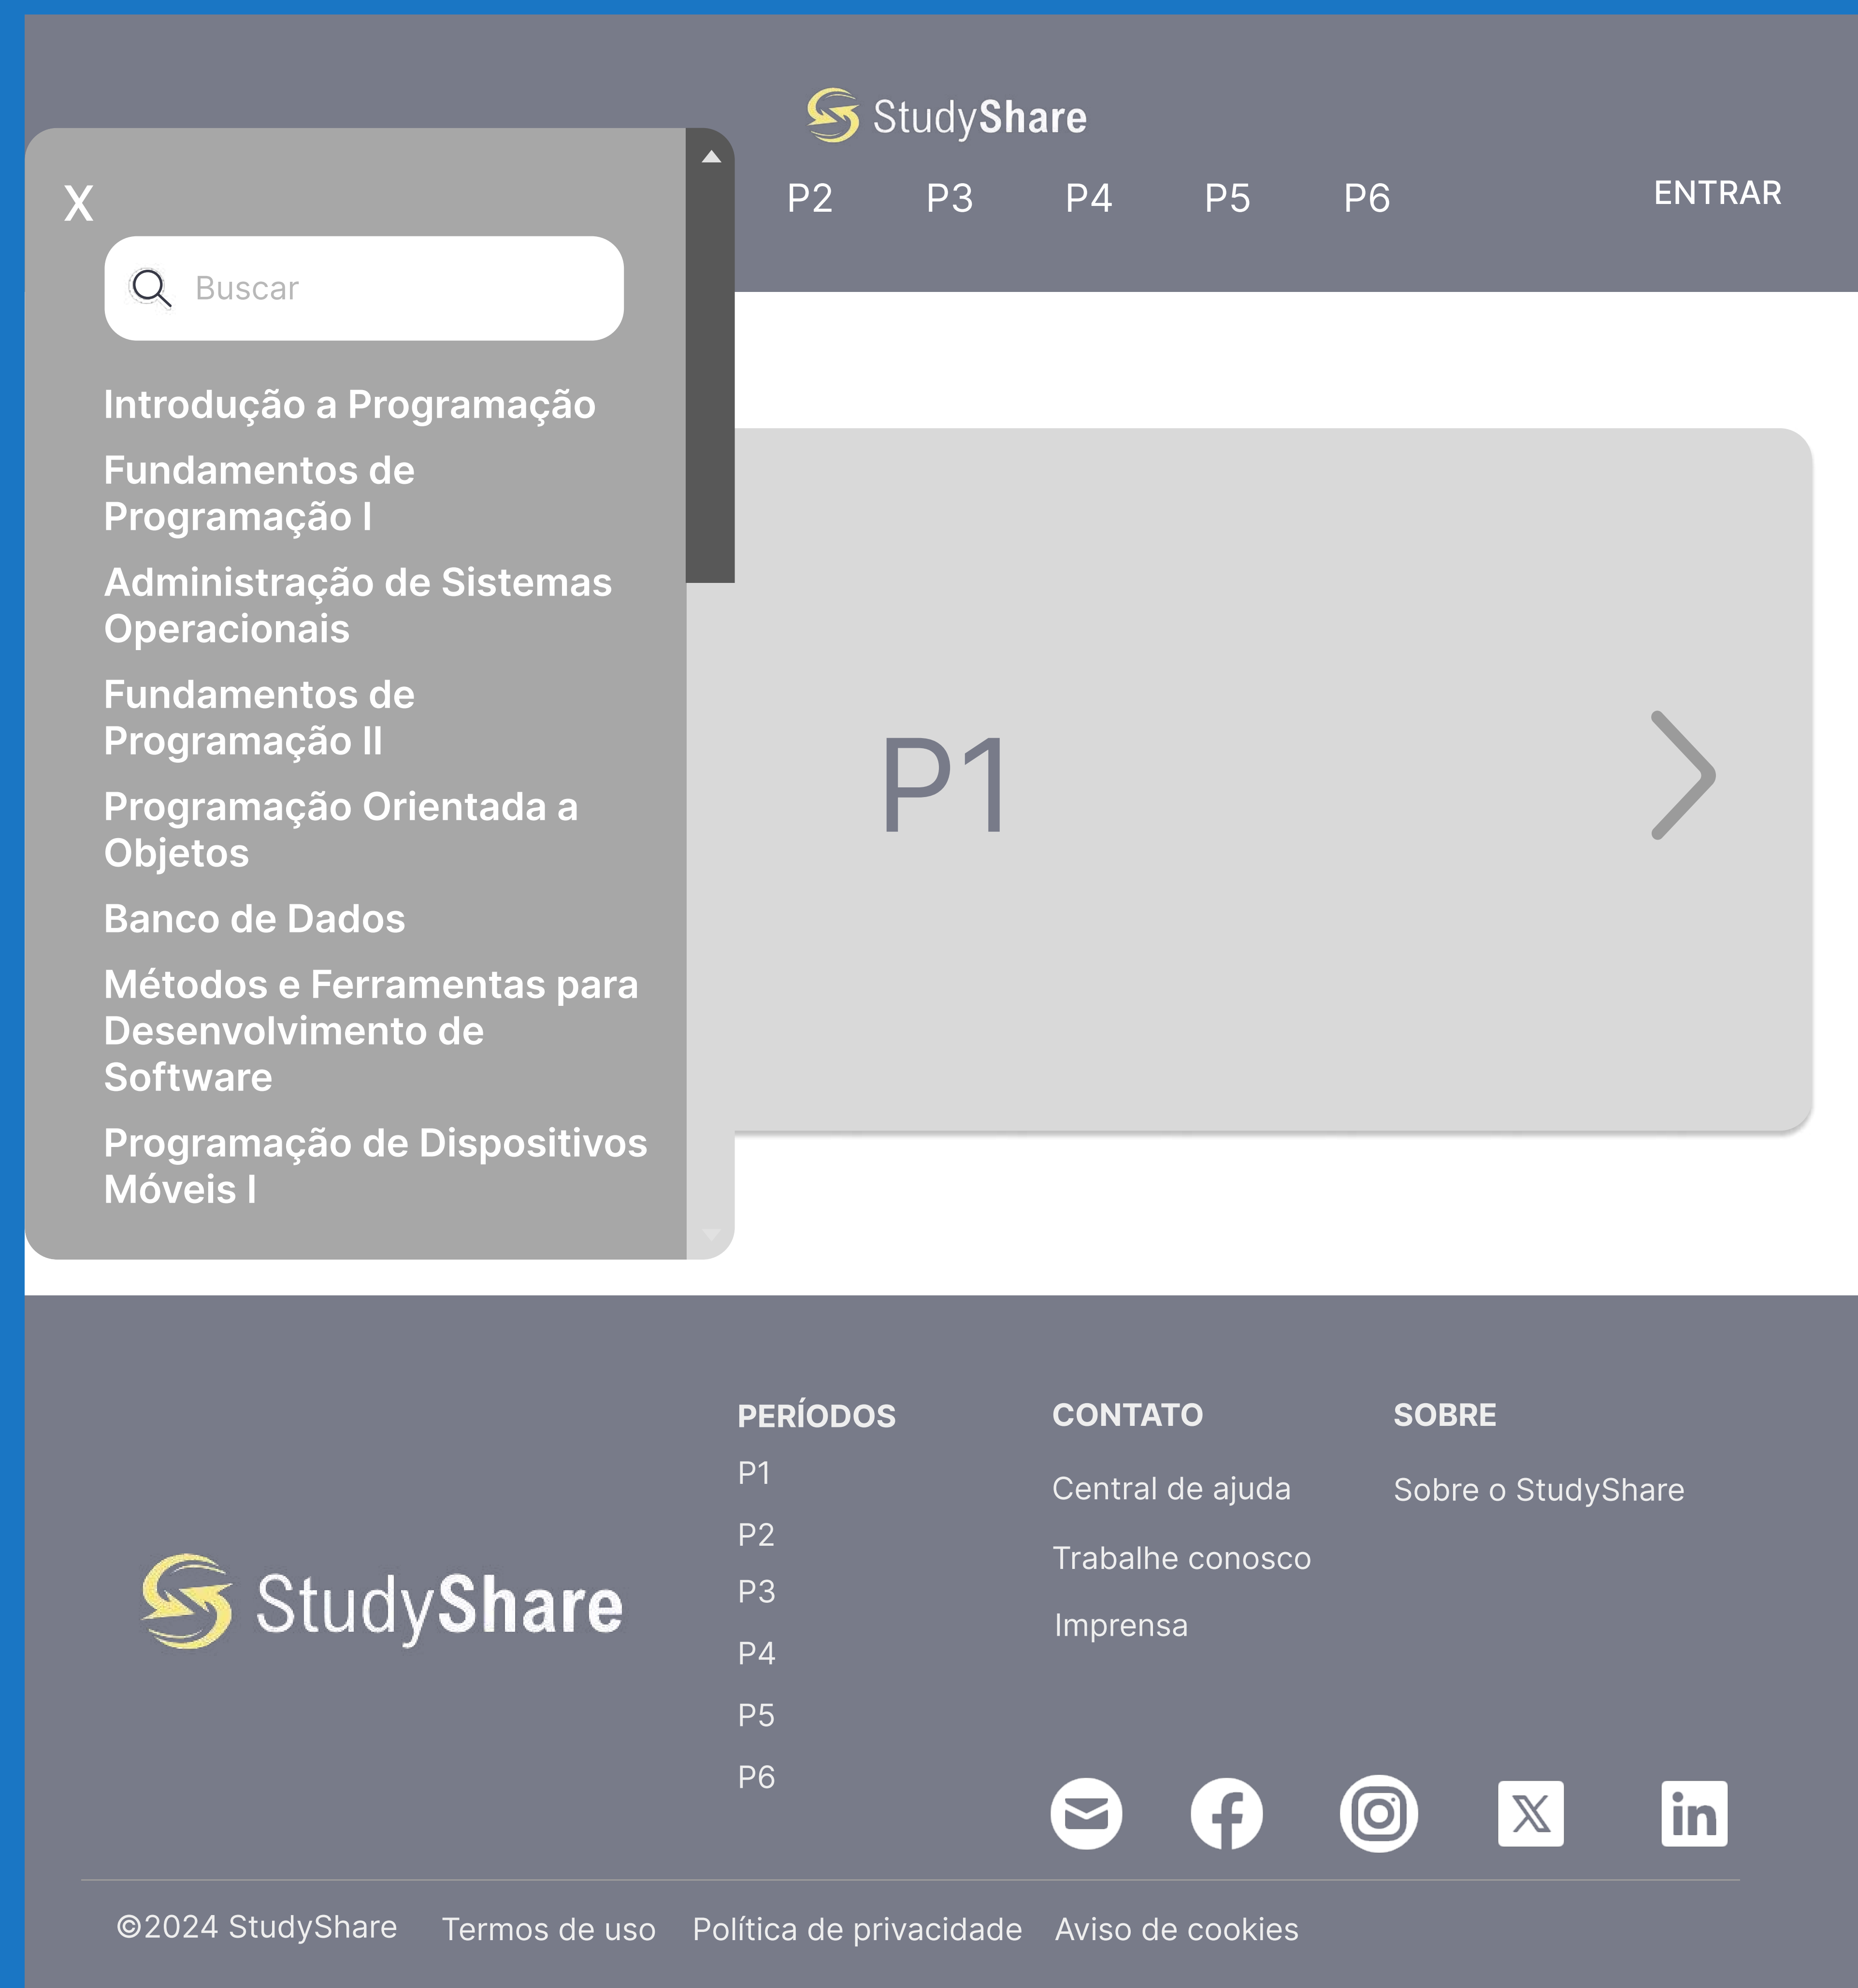 StudyShare
P2 P3 P4 P5 P6 ENTRAR
X
Buscar
Introdução a Programação
Fundamentos de
Programação I
Administração de Sistemas
Operacionais
Fundamentos de
Programação II
Programação Orientada a
Objetos
Banco de Dados
Métodos e Ferramentas para
Desenvolvimento de
Software
Programação de Dispositivos
Móveis I
P1
StudyShare
PERÍODOS
P1
P2
P3
P4
P5
P6
CONTATO
Central de ajuda
Trabalhe conosco
Imprensa
SOBRE
Sobre o StudyShare
©2024 StudyShare Termos de uso Política de privacidade Aviso de cookies